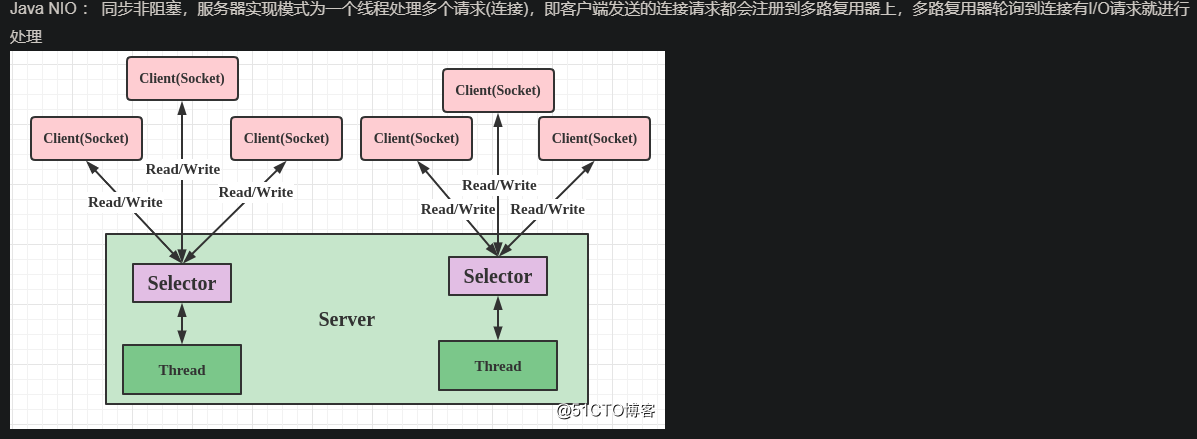 Java NIO： 同步非阻塞，服务器实现模式为一个线程处理多个请求(连接)，即客户端发送的连接请求都会注册到多路复用器上，多路复用器轮询到连接有I/O请求就进行
处理
Client(Socket)
Client(Socket)
Client(Socket)
Client(Socket)
Client(Socket)
Client(Socket)
Read/Write
Read/Write
Read/Write
Read/Write
Read/Write
Read/Write
Selector
Selector
Server
Thread
Thread
@51CTO博客